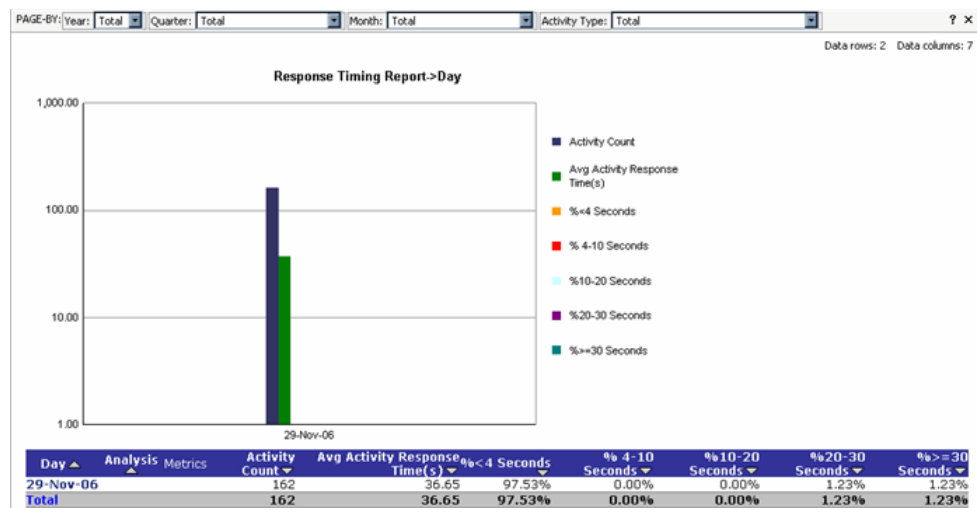 PAGE-BY: Year: Total Quarter: Total Month: Total Activity Type: Total ? ×
Data rows: 2 Data columns: 7
Response Timing Report->Day
1,000.00
100.00
10.00
1.00
29-Nov-06
Activity Count
Avg Activity Response
Time(s)
%<4 Seconds
% 4-10 Seconds
%10-20 Seconds
%20-30 Seconds
%>=30 Seconds
Day Analysis Metrics Activity Count Avg Activity Response Time(s) %<4 Seconds % 4-10 Seconds %10-20 Seconds %20-30 Seconds %>=30 Seconds
29-Nov-06 162 36.65 97.53% 0.00% 0.00% 1.23% 1.23%
Total 162 36.65 97.53% 0.00% 0.00% 1.23% 1.23%